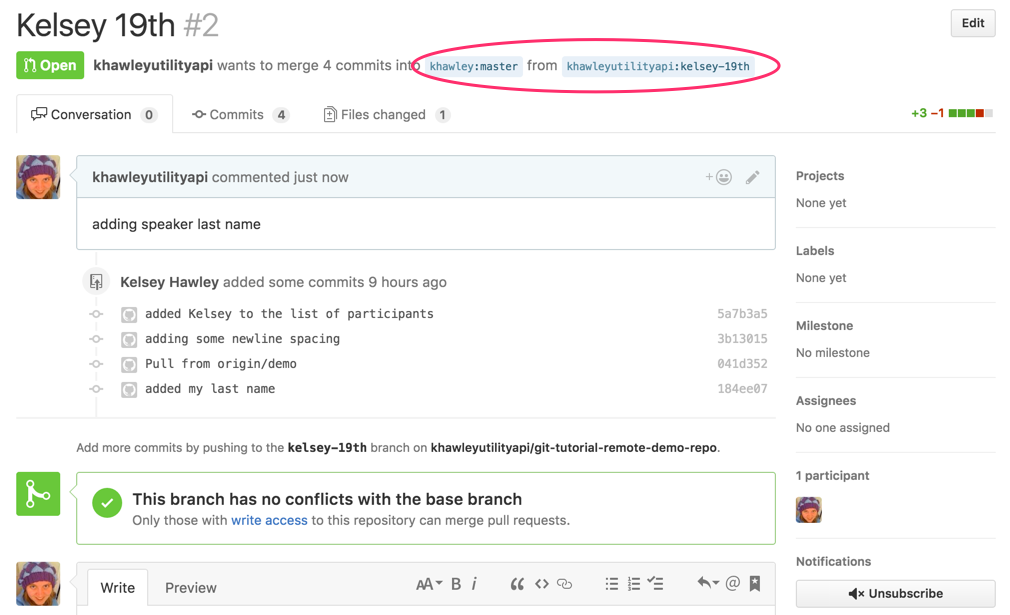 Kelsey 19th #2
Edit
Open khawleyutilityapi wants to merge 4 commits into khawley:master from khawleyutilityapi:kelsey-19th
Conversation 0 Commits 4 Files changed 1 +3 −1
khawleyutilityapi commented just now
adding speaker last name
Kelsey Hawley added some commits 9 hours ago
added Kelsey to the list of participants 5a7b3a5
adding some newline spacing 3b13015
Pull from origin/demo 041d352
added my last name 184ee07
Add more commits by pushing to the kelsey-19th branch on khawleyutilityapi/git-tutorial-remote-demo-repo.
This branch has no conflicts with the base branch
Only those with write access to this repository can merge pull requests.
Write Preview AA B i
Projects
None yet
Labels
None yet
Milestone
No milestone
Assignees
No one assigned
1 participant
Notifications
Unsubscribe